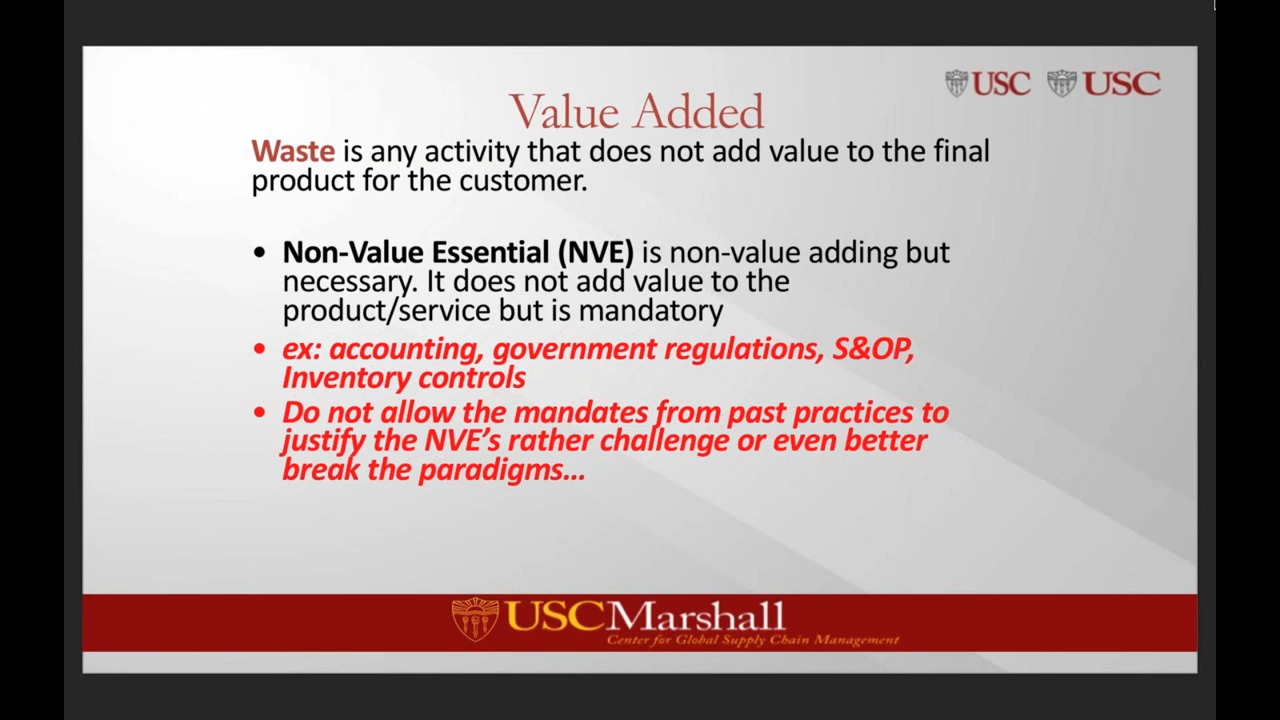 USC USC
Value Added
Waste is any activity that does not add value to the final
product for the customer.
• Non-Value Essential (NVE) is non-value adding but
necessary. It does not add value to the
product/service but is mandatory
• ex: accounting, government regulations, S&OP,
Inventory controls
• Do not allow the mandates from past practices to
justify the NVE's rather challenge or even better
break the paradigms...
USC Marshall
Center for Global Supply Chain Management